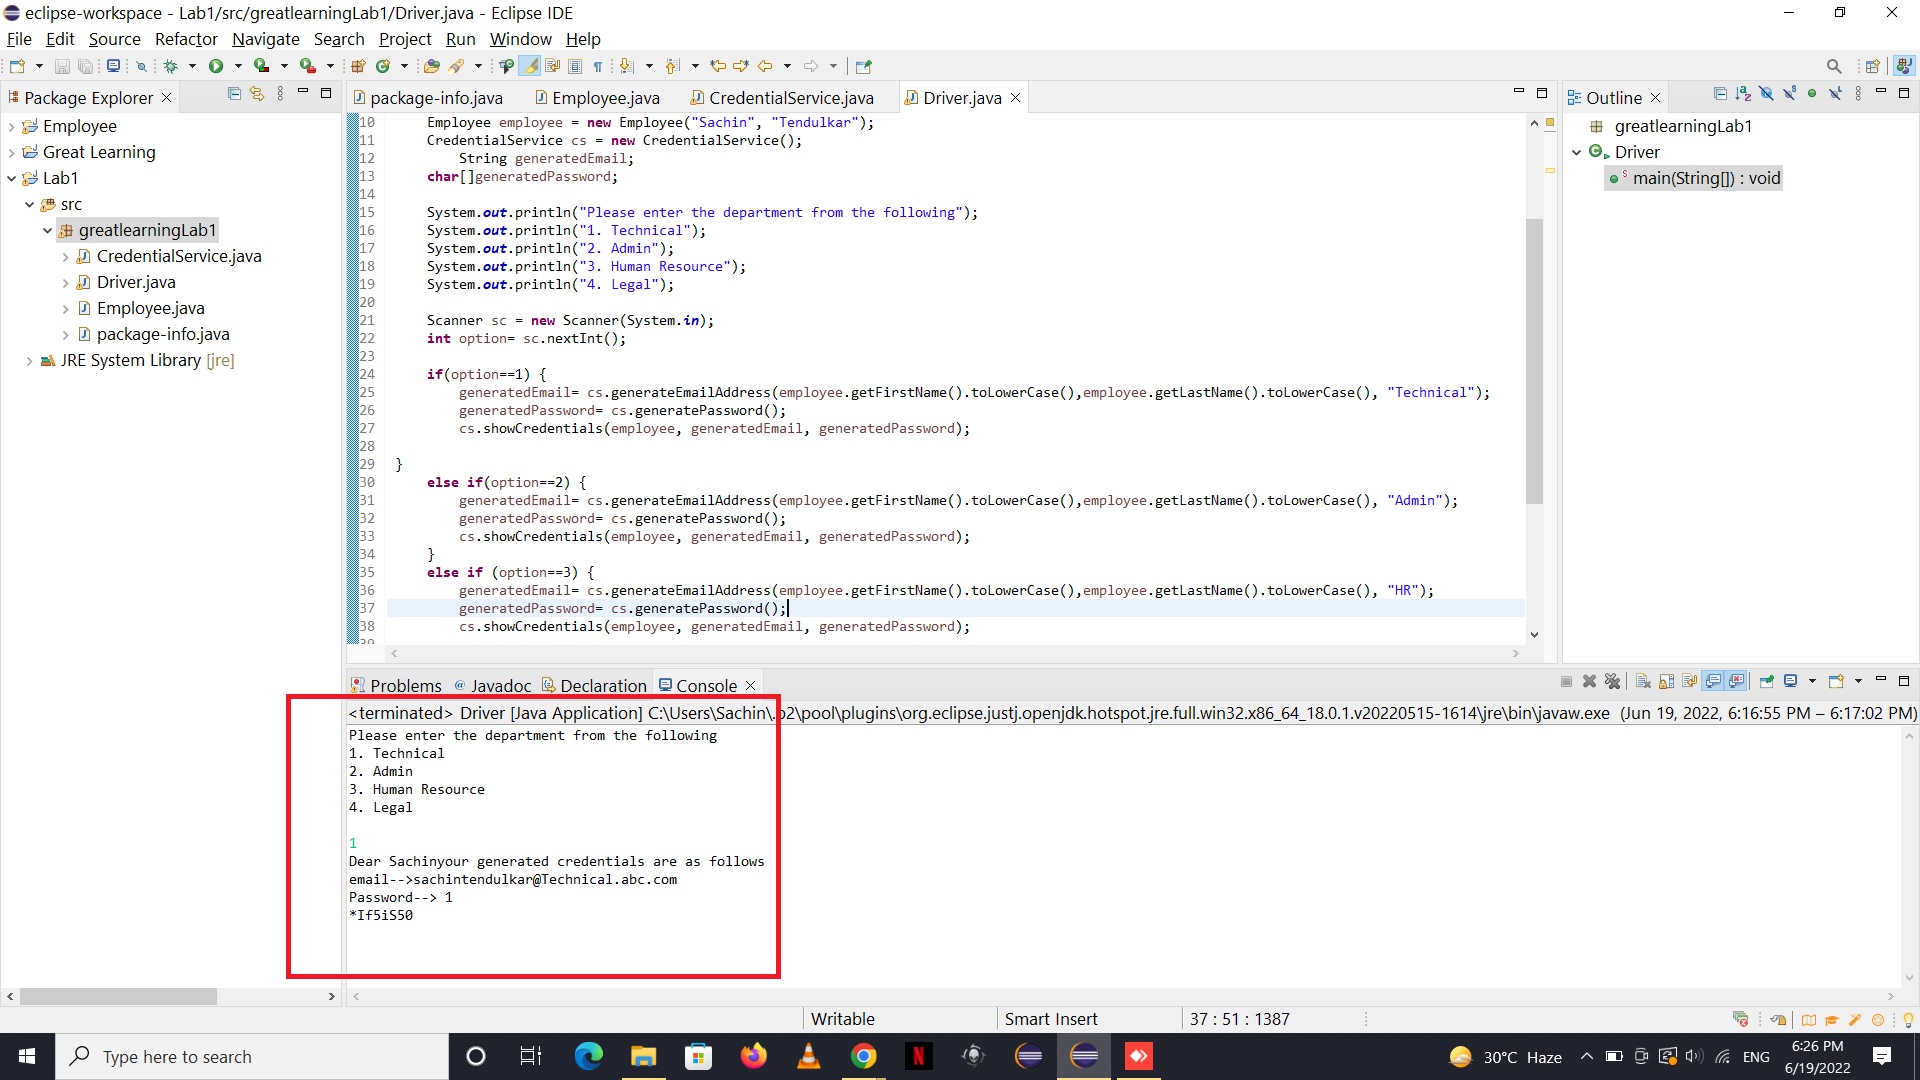 eclipse-workspace - Lab1/src/greatlearningLab1/Driver.java - Eclipse IDE
File Edit Source Refactor Navigate Search Project Run Window Help
Package Explorer
Employee
Great Learning
Lab1
src
greatlearningLab1
CredentialService.java
Driver.java
Employee.java
package-info.java
JRE System Library [jre]
package-info.java Employee.java CredentialService.java Driver.java
10 Employee employee = new Employee("Sachin", "Tendulkar");
11 CredentialService cs = new CredentialService();
12 String generatedEmail;
13 char[]generatedPassword;
14
15 System.out.println("Please enter the department from the following");
16 System.out.println("1. Technical");
17 System.out.println("2. Admin");
18 System.out.println("3. Human Resource");
19 System.out.println("4. Legal");
20
21 Scanner sc = new Scanner(System.in);
22 int option= sc.nextInt();
23
24 if(option==1) {
25 generatedEmail= cs.generateEmailAddress(employee.getFirstName().toLowerCase(),employee.getLastName().toLowerCase(), "Technical");
26 generatedPassword= cs.generatePassword();
27 cs.showCredentials(employee, generatedEmail, generatedPassword);
28
29 }
30 else if(option==2) {
31 generatedEmail= cs.generateEmailAddress(employee.getFirstName().toLowerCase(),employee.getLastName().toLowerCase(), "Admin");
32 generatedPassword= cs.generatePassword();
33 cs.showCredentials(employee, generatedEmail, generatedPassword);
34 }
35 else if (option==3) {
36 generatedEmail= cs.generateEmailAddress(employee.getFirstName().toLowerCase(),employee.getLastName().toLowerCase(), "HR");
37 generatedPassword= cs.generatePassword();
38 cs.showCredentials(employee, generatedEmail, generatedPassword);
39
Outline
greatlearningLab1
Driver
main(String[]) : void
Problems Javadoc Declaration Console
<terminated> Driver [Java Application] C:\Users\Sachin\.p2\pool\plugins\org.eclipse.justj.openjdk.hotspot.jre.full.win32.x86_64_18.0.1.v20220515-1614\jre\bin\javaw.exe (Jun 19, 2022, 6:16:55 PM – 6:17:02 PM)
Please enter the department from the following
1. Technical
2. Admin
3. Human Resource
4. Legal
1
Dear Sachinyour generated credentials are as follows
email-->sachintendulkar@Technical.abc.com
Password--> 1
*If5iS50
Writable Smart Insert 37 : 51 : 1387
Type here to search
30°C Haze
ENG
6:26 PM
6/19/2022